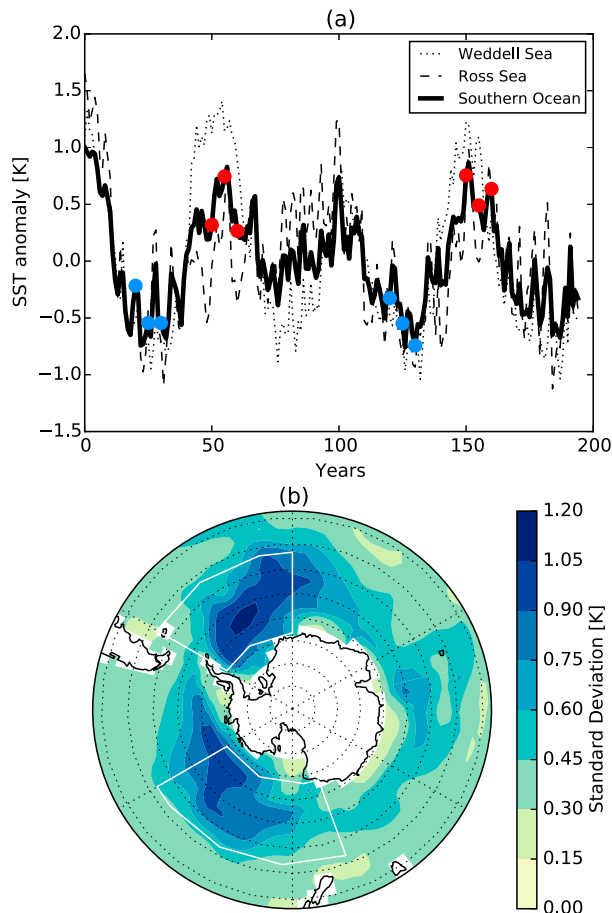 (a)
2.0
1.5
1.0
0.5
0.0
−0.5
−1.0
−1.5
SST anomaly [K]
Weddell Sea
Ross Sea
Southern Ocean
0 50 100 150 200
Years
(b)
1.20
1.05
0.90
0.75
0.60
0.45
0.30
0.15
0.00
Standard Deviation [K]